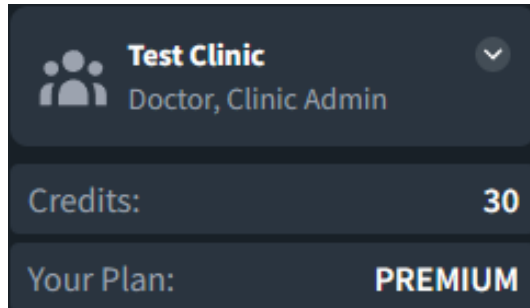 Test Clinic
Doctor, Clinic Admin
Credits: 30
Your Plan: PREMIUM